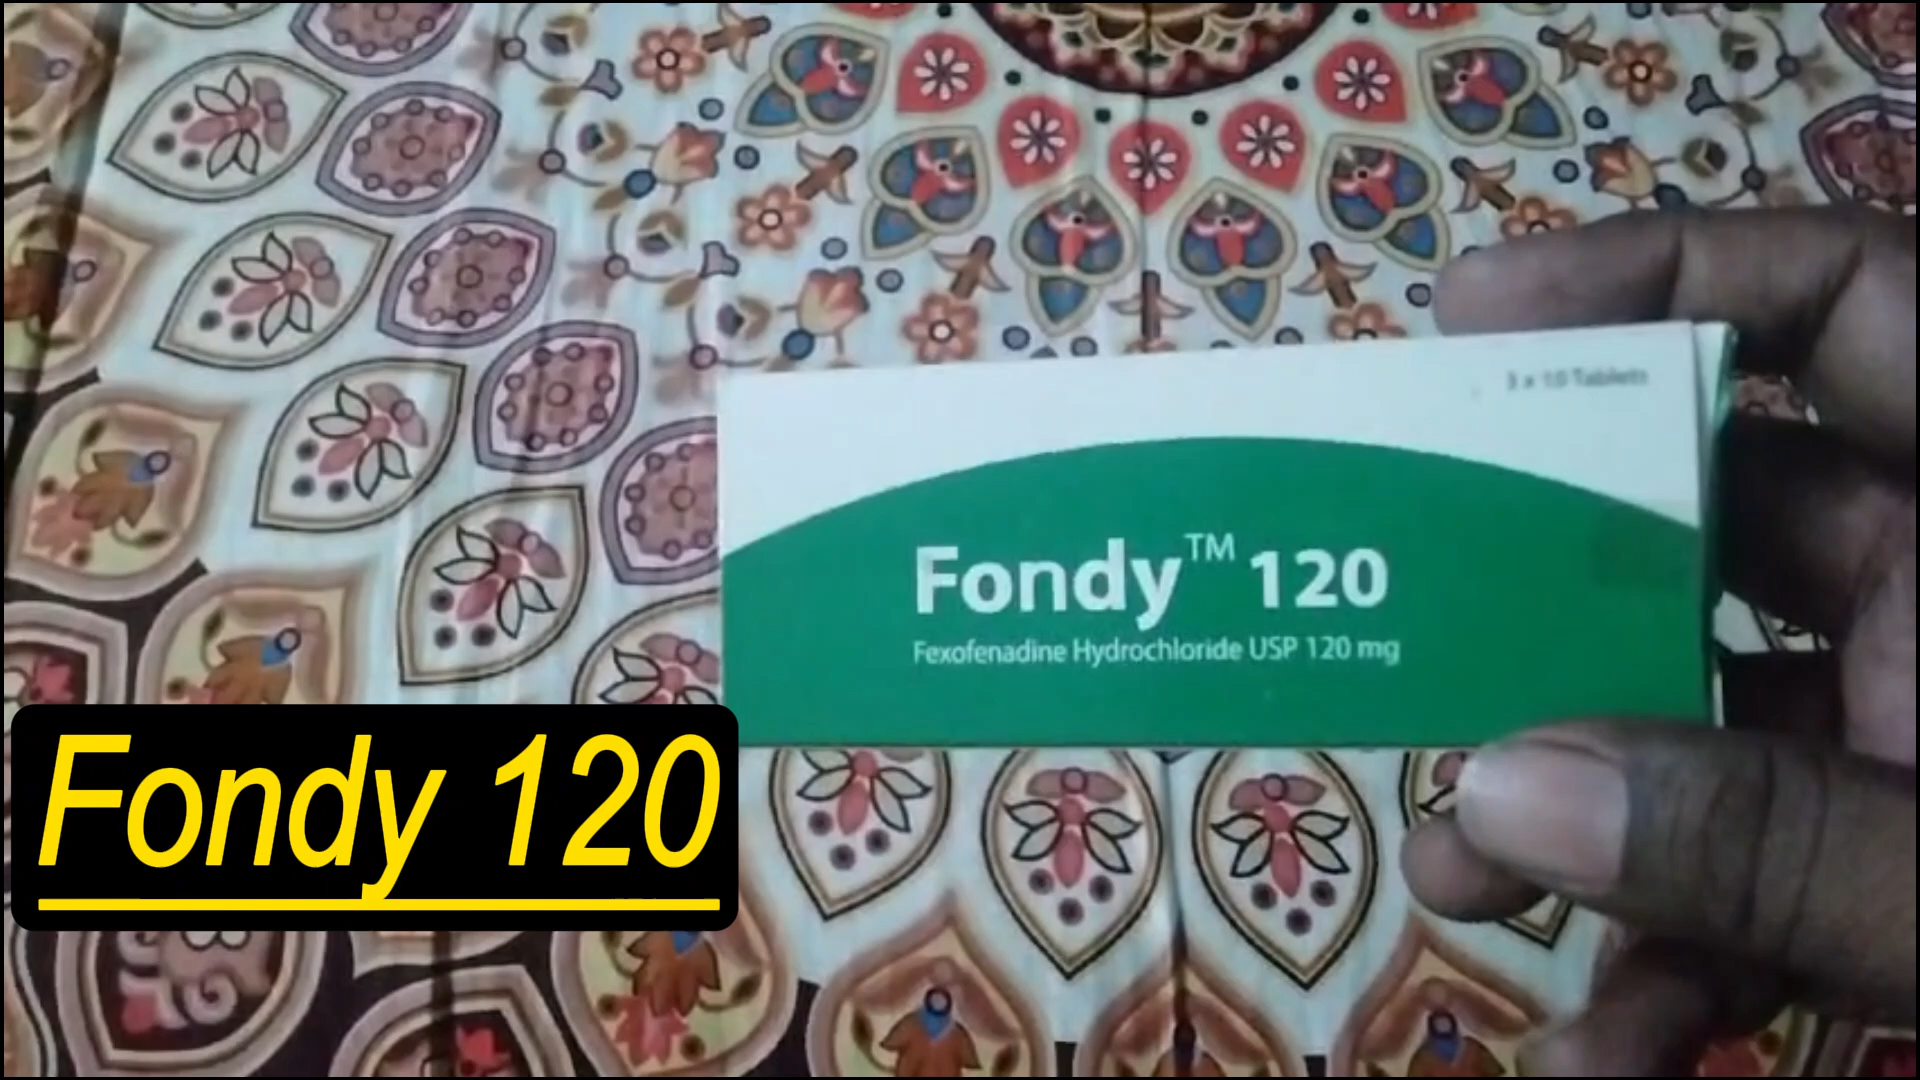 3 x 10 Tablets
Fondy™ 120
Fexofenadine Hydrochloride USP 120 mg
Fondy 120